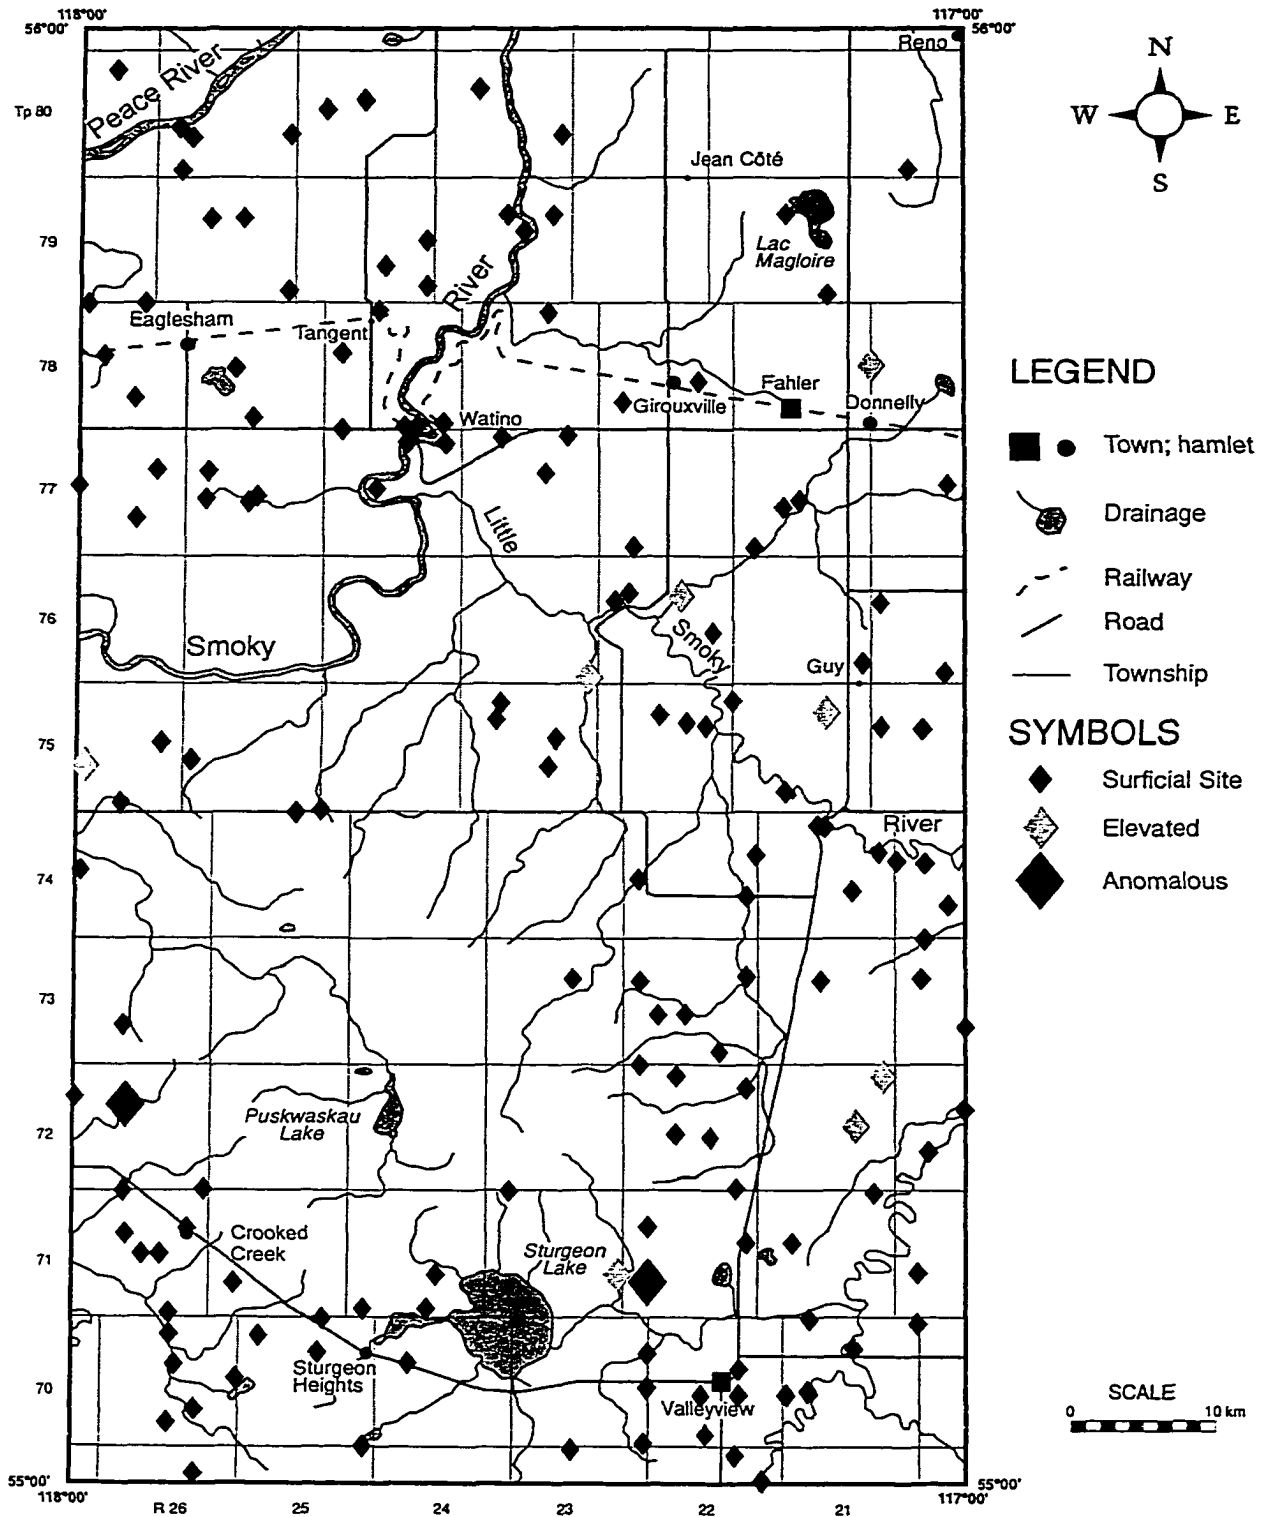 118°00'
117°00'
56°00'
56°00'
Reno
N
Peace River
Tp 80
W
E
Jean Côté
S
79
Lac
Magloire
River
Eaglesham
Tangent
78
LEGEND
Fahler
Girouxville
Donnelly
Watino
Town; hamlet
77
Little
Drainage
Railway
76
Road
Smoky
Smoky
Guy
Township
SYMBOLS
75
Surficial Site
River
Elevated
74
Anomalous
73
Puskwaskau
Lake
72
Crooked
Creek
71
Sturgeon
Lake
Sturgeon
Heights
70
Valleyview
SCALE
0
10 km
55°00'
55°00'
118°00'
117°00'
R 26
25
24
23
22
21